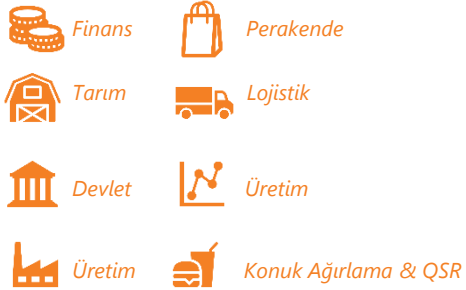 Finans
Perakende
Tarım
Lojistik
Devlet
Üretim
Üretim
Konuk Ağırlama & QSR